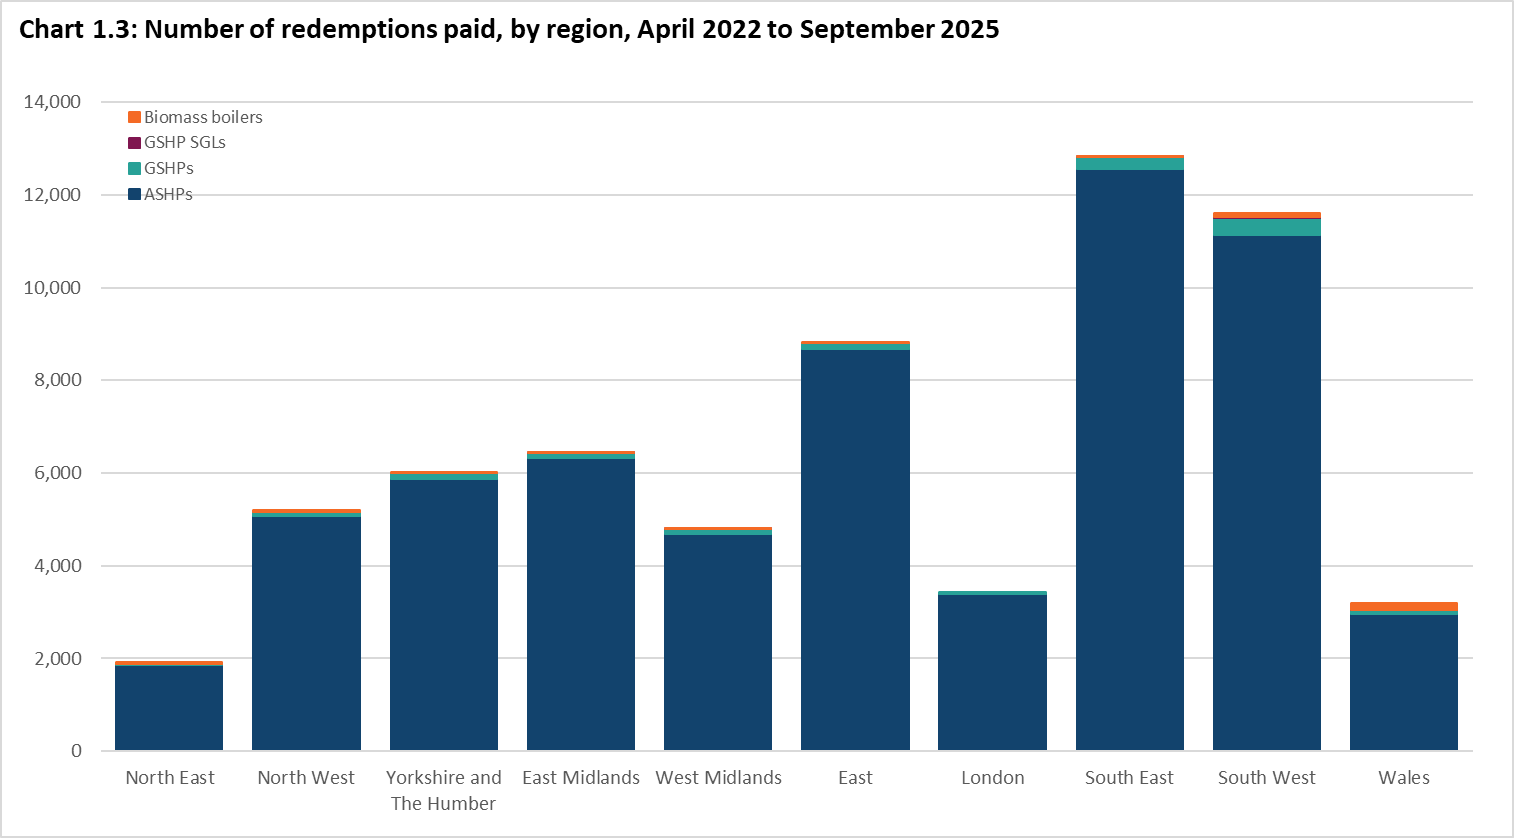 Chart 1.3: Number of redemptions paid, by region, April 2022 to September 2025
14,000
12,000
10,000
8,000
6,000
4,000
2,000
0
Biomass boilers
GSHP SGLs
GSHPs
ASHPs
North East
North West
Yorkshire and
The Humber
East Midlands
West Midlands
East
London
South East
South West
Wales